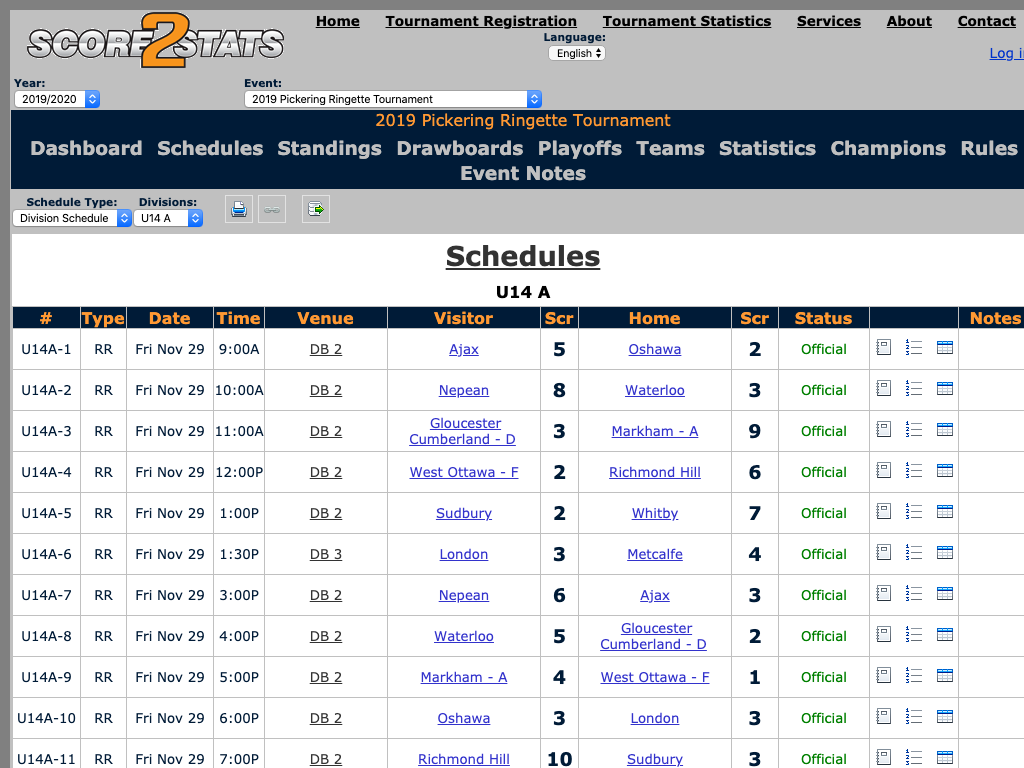 SCORE2STATS
Home Tournament Registration Tournament Statistics Services About Contact
Language:
English
Log i
Year: Event:
2019/2020 2019 Pickering Ringette Tournament
2019 Pickering Ringette Tournament
Dashboard Schedules Standings Drawboards Playoffs Teams Statistics Champions Rules
Event Notes
Schedule Type: Divisions:
Division Schedule U14 A
Schedules
U14 A
# Type Date Time Venue Visitor Scr Home Scr Status Notes
U14A-1 RR Fri Nov 29 9:00A DB 2 Ajax 5 Oshawa 2 Official
U14A-2 RR Fri Nov 29 10:00A DB 2 Nepean 8 Waterloo 3 Official
U14A-3 RR Fri Nov 29 11:00A DB 2 Gloucester Cumberland - D 3 Markham - A 9 Official
U14A-4 RR Fri Nov 29 12:00P DB 2 West Ottawa - F 2 Richmond Hill 6 Official
U14A-5 RR Fri Nov 29 1:00P DB 2 Sudbury 2 Whitby 7 Official
U14A-6 RR Fri Nov 29 1:30P DB 3 London 3 Metcalfe 4 Official
U14A-7 RR Fri Nov 29 3:00P DB 2 Nepean 6 Ajax 3 Official
U14A-8 RR Fri Nov 29 4:00P DB 2 Waterloo 5 Gloucester Cumberland - D 2 Official
U14A-9 RR Fri Nov 29 5:00P DB 2 Markham - A 4 West Ottawa - F 1 Official
U14A-10 RR Fri Nov 29 6:00P DB 2 Oshawa 3 London 3 Official
U14A-11 RR Fri Nov 29 7:00P DB 2 Richmond Hill 10 Sudbury 3 Official